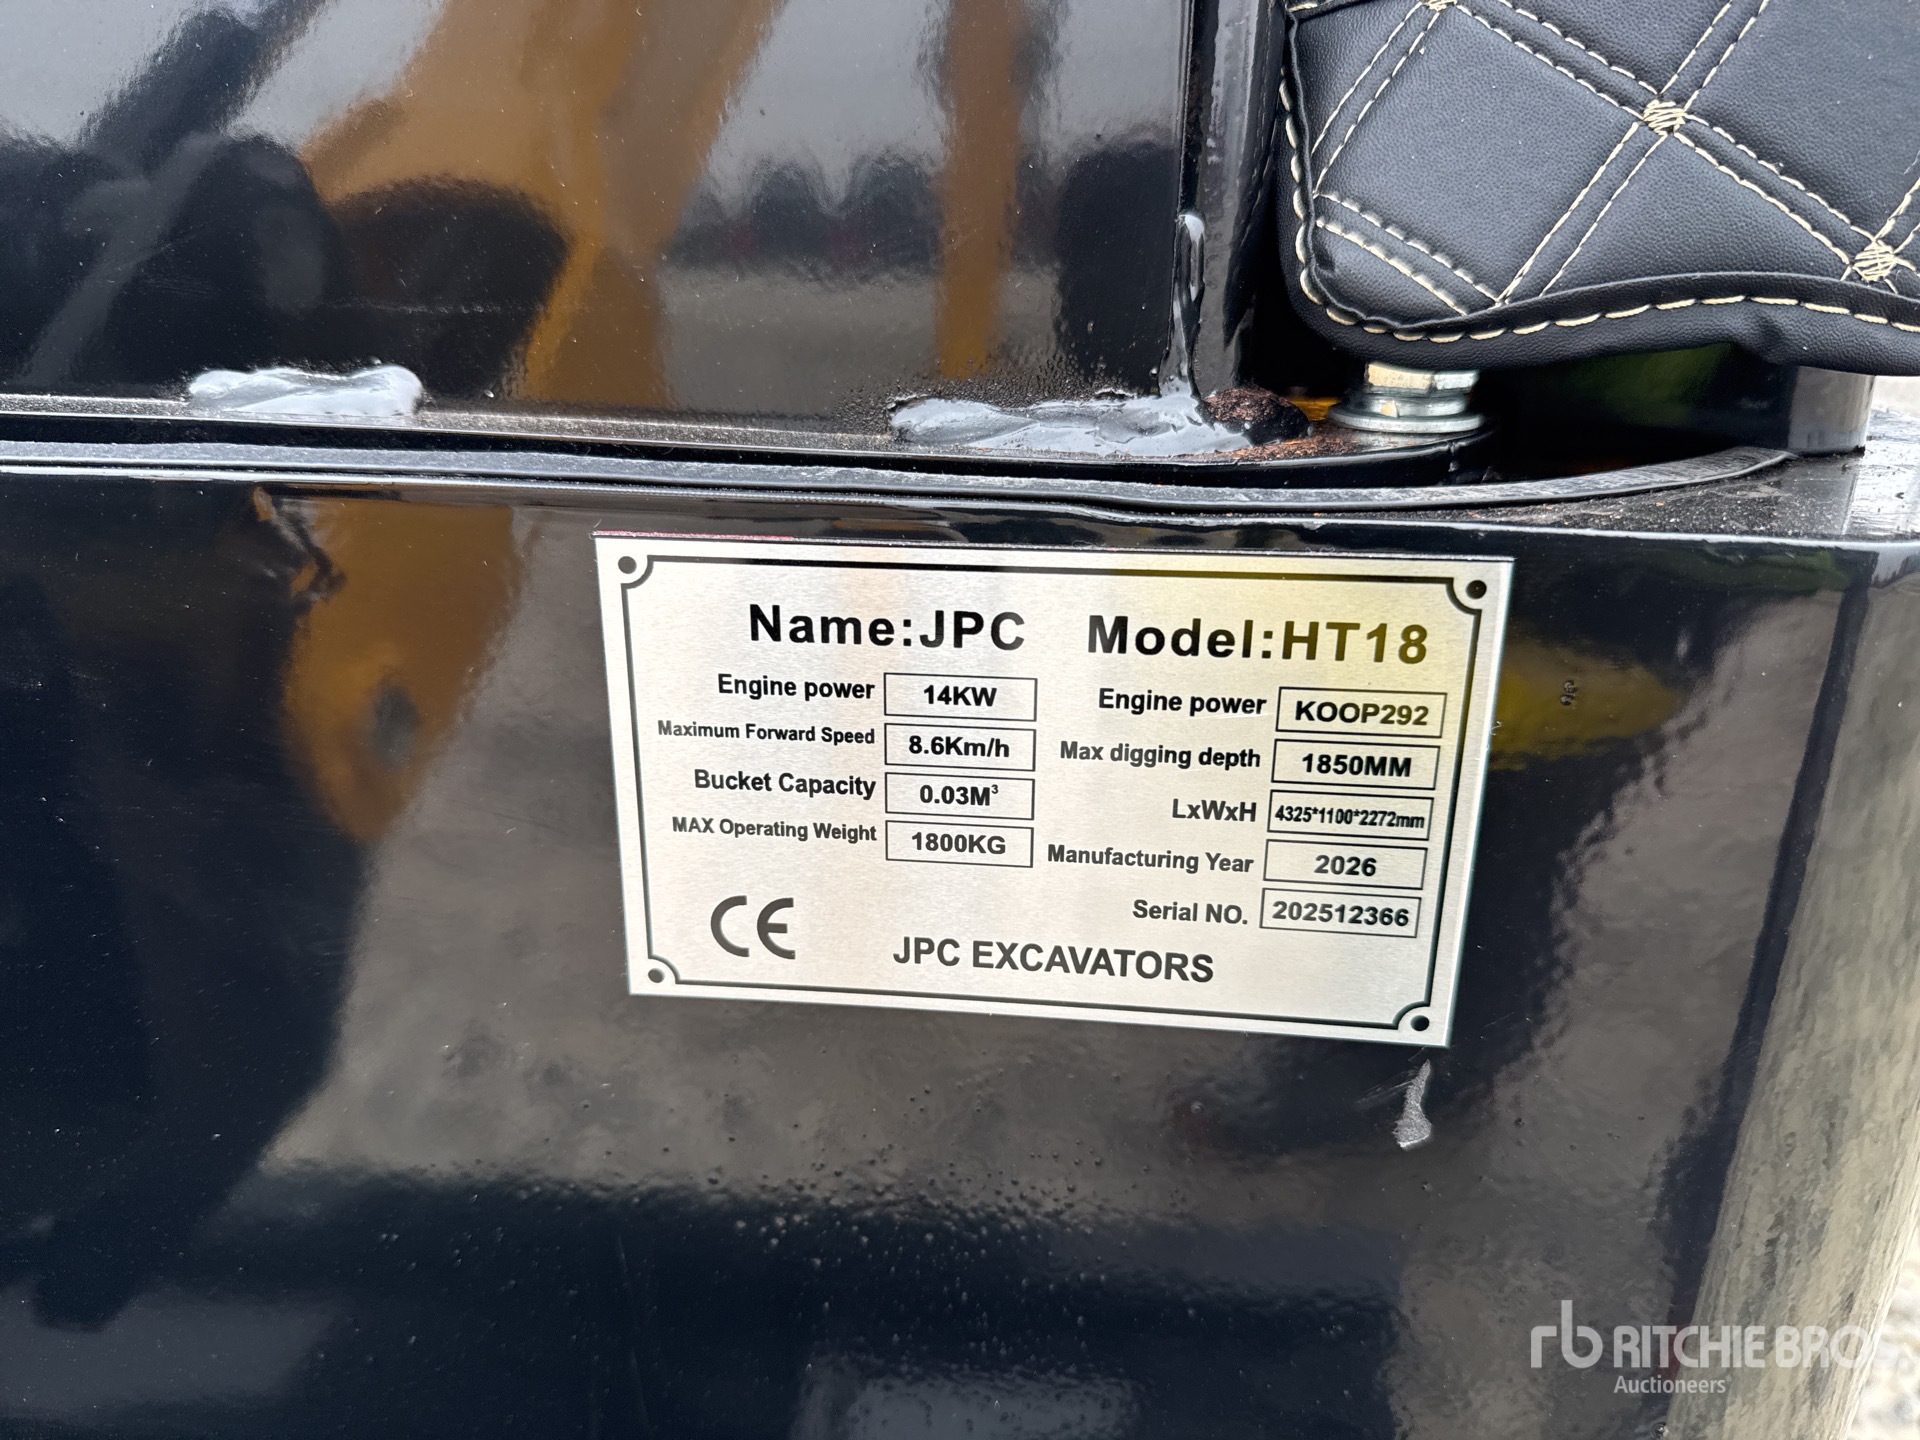 Name:JPC Model:HT18
Engine power 14KW Engine power KOOP292
Maximum Forward Speed 8.6Km/h Max digging depth 1850MM
Bucket Capacity 0.03M³ LxWxH 4325*1100*2272mm
MAX Operating Weight 1800KG Manufacturing Year 2026
Serial NO. 202512366
CE JPC EXCAVATORS
rb RITCHIE BROS
Auctioneers